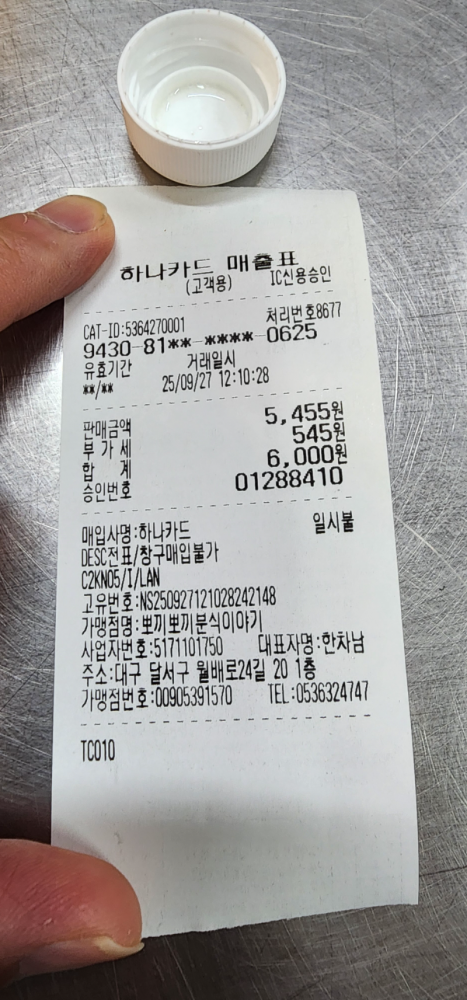 하나카드 매출표
(고객용) IC신용승인
CAT-ID:5364270001 처리번호8677
9430-81**-****-0625
유효기간 거래일시
**/** 25/09/27 12:10:28
판매금액 5,455원
부 가 세 545원
합 계 6,000원
승인번호 01288410
매입사명:하나카드 일시불
DESC전표/창구매입불가
C2KN05/I/LAN
고유번호:NS250927121028242148
가맹점명:뽀끼뽀끼분식이야기
사업자번호:5171101750 대표자명:한차남
주소:대구 달서구 월배로24길 20 1층
가맹점번호:00905391570 TEL:0536324747
TC010